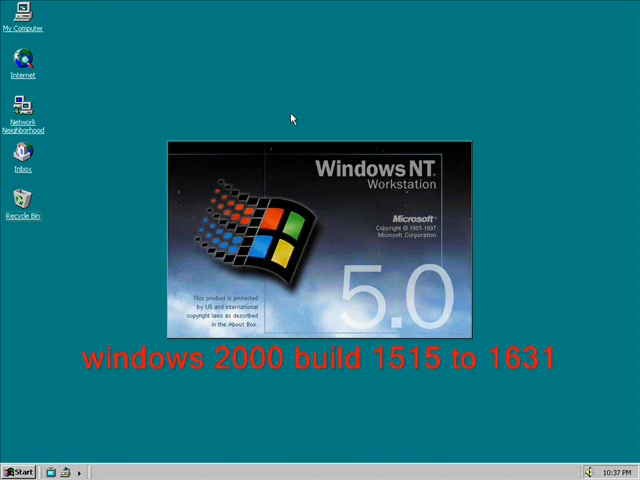 My Computer
Internet
Network
Neighborhood
Inbox
Recycle Bin
Windows NT
Workstation
Microsoft
Copyright © 1985-1997
Microsoft Corporation
5.0
This product is protected
by US and international
copyright laws as described
in the About Box.
windows 2000 build 1515 to 1631
Start
10:37 PM